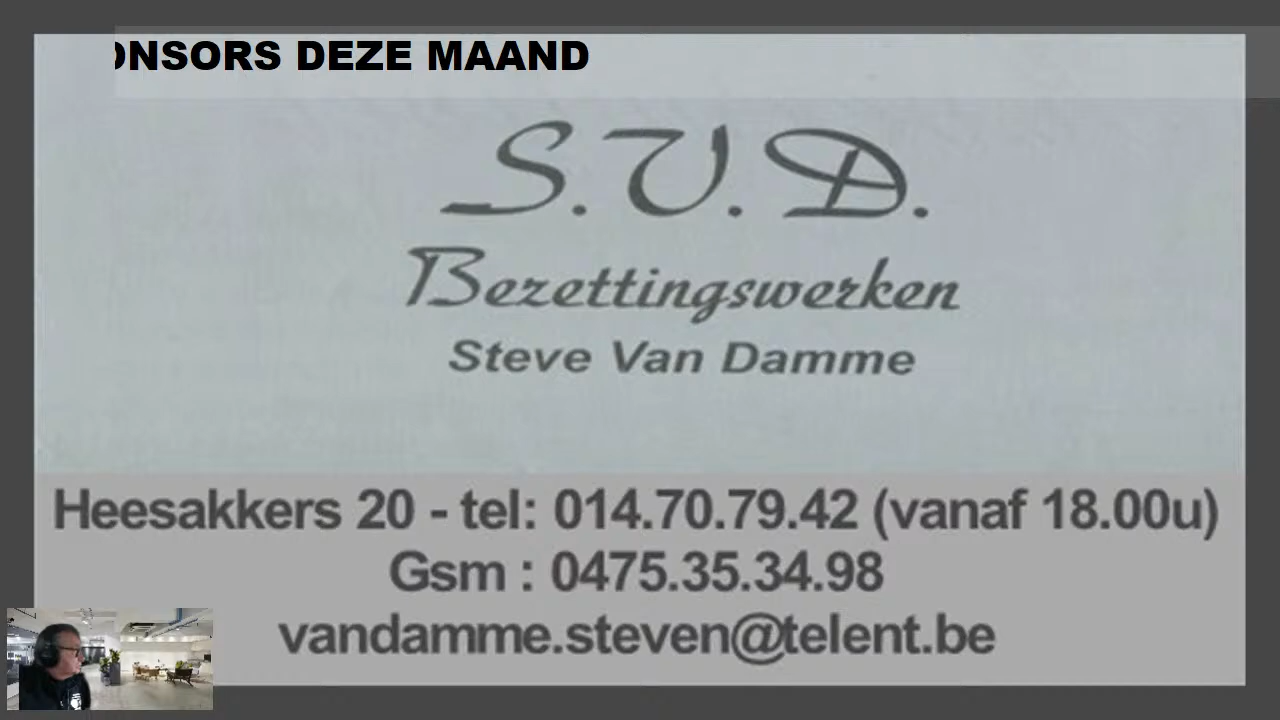 ONSORS DEZE MAAND
S.V.D.
Bezettingswerken
Steve Van Damme
Heesakkers 20 - tel: 014.70.79.42 (vanaf 18.00u)
Gsm : 0475.35.34.98
vandamme.steven@telent.be